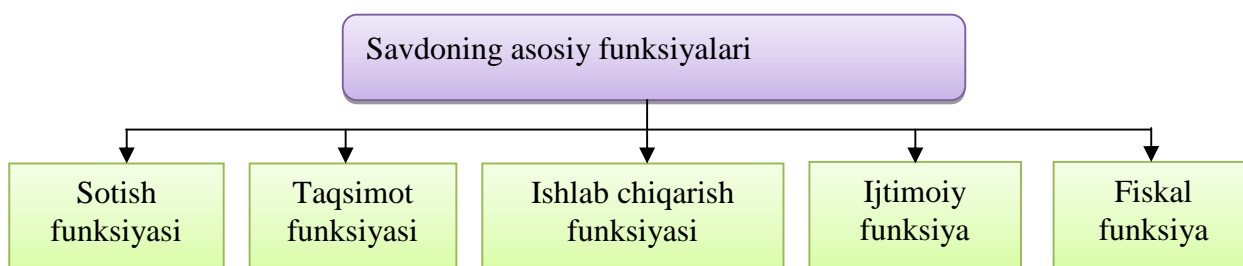 Savdoning asosiy funksiyalari
Sotish
funksiyasi
Taqsimot
funksiyasi
Ishlab chiqarish
funksiyasi
Ijtimoiy
funksiya
Fiskal
funksiya